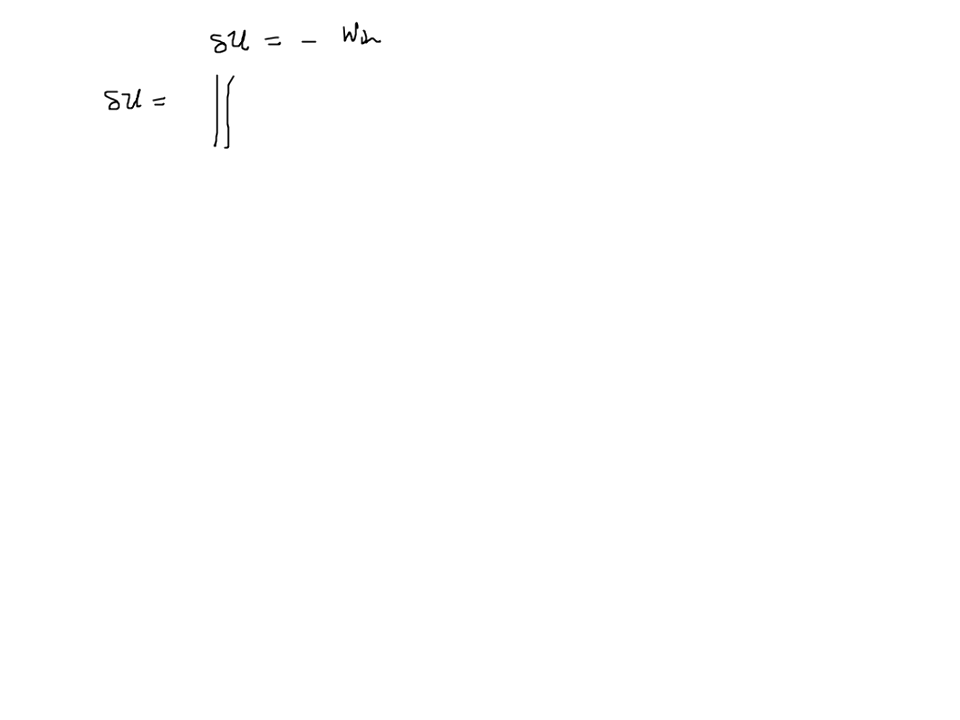 δU = - Win
δU = ∫∫